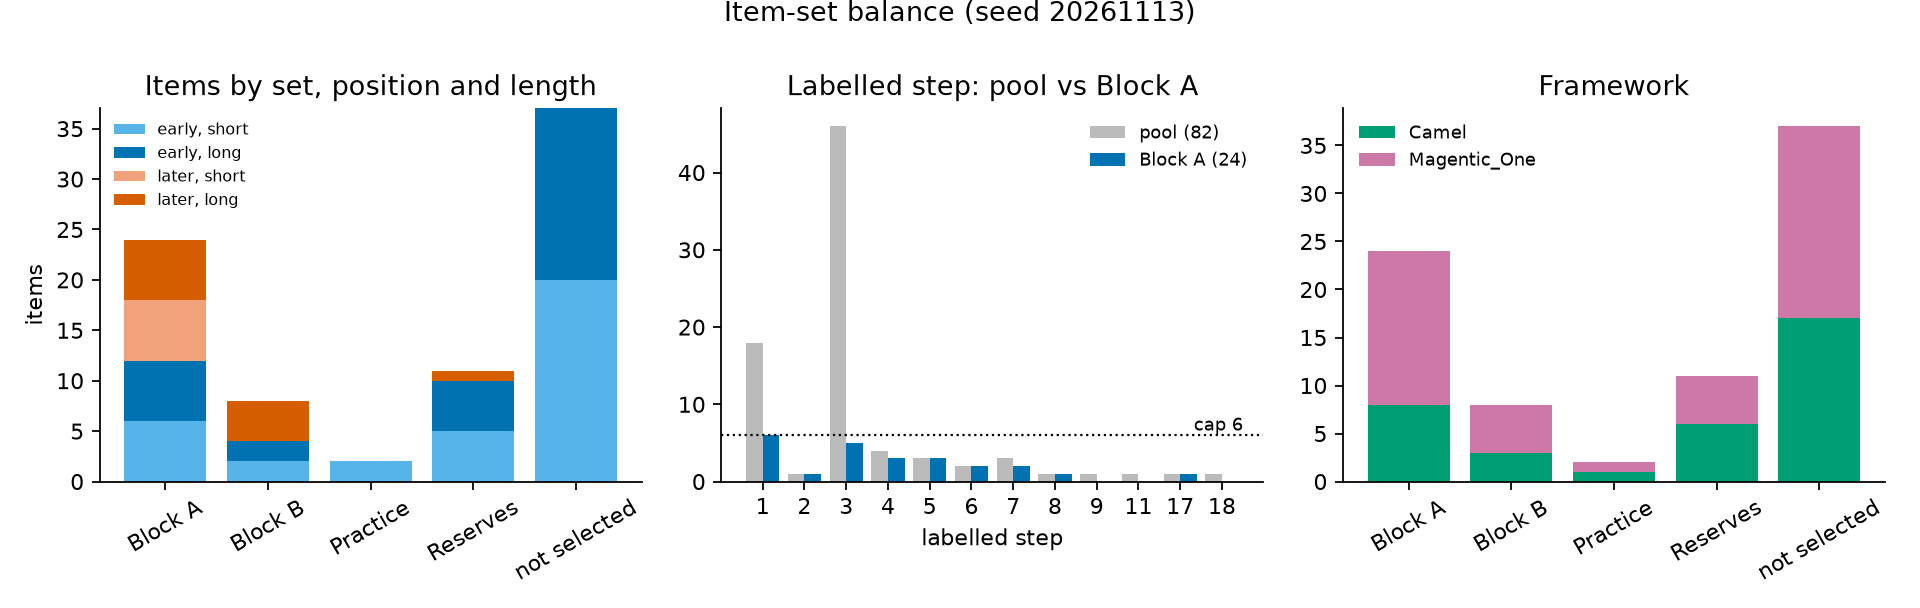 Item-set balance (seed 20261113)
Items by set, position and length
early, short
early, long
later, short
later, long
items
35
30
25
20
15
10
5
0
Block A
Block B
Practice
Reserves
not selected
Labelled step: pool vs Block A
pool (82)
Block A (24)
40
30
20
10
0
cap 6
1 2 3 4 5 6 7 8 9 11 17 18
labelled step
Framework
Camel
Magentic_One
35
30
25
20
15
10
5
0
Block A
Block B
Practice
Reserves
not selected